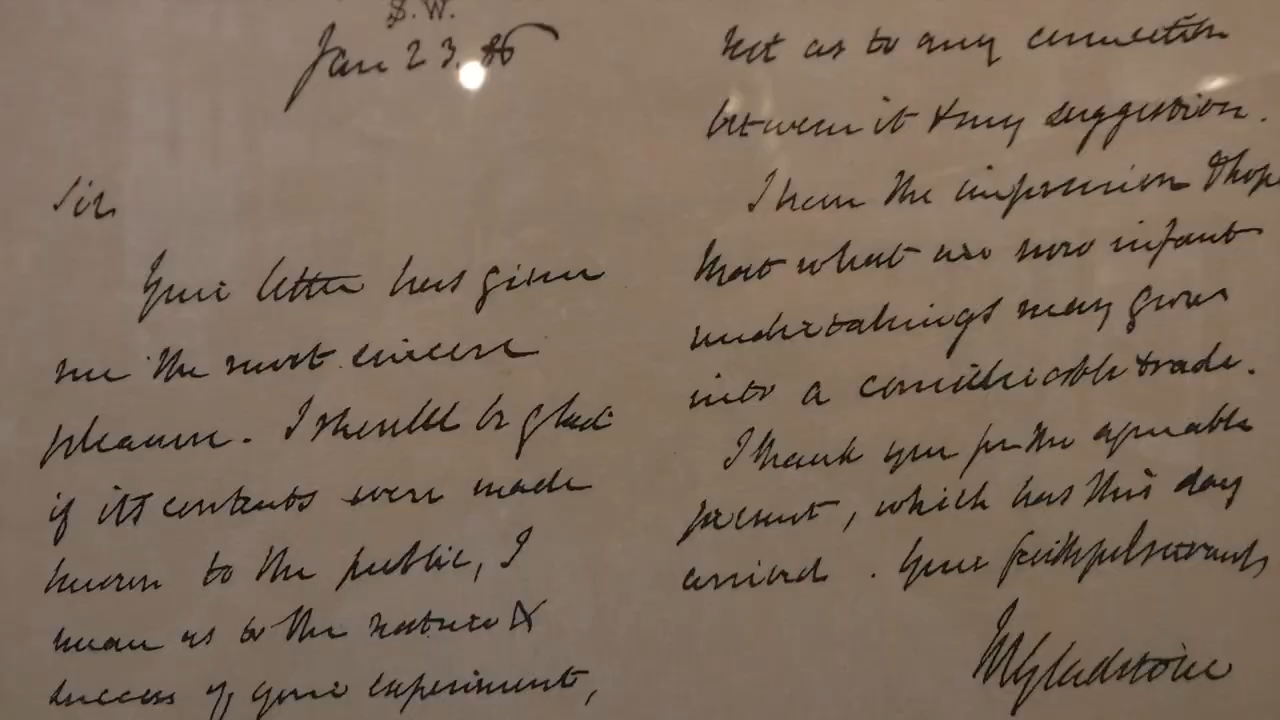 S.W.
Jan 23. 86
Sir
Your letter has given
me the most sincere
pleasure. I should be glad
if its contents were made
known to the public, I
mean as to the nature &
success of your experiment,
not as to any connection
between it & my suggestion.
I have the impression & hope
that what are now infant
undertakings may grow
into a considerable trade.
I thank you for the agreeable
present, which has this day
arrived. Your faithful servant
WEGladstone